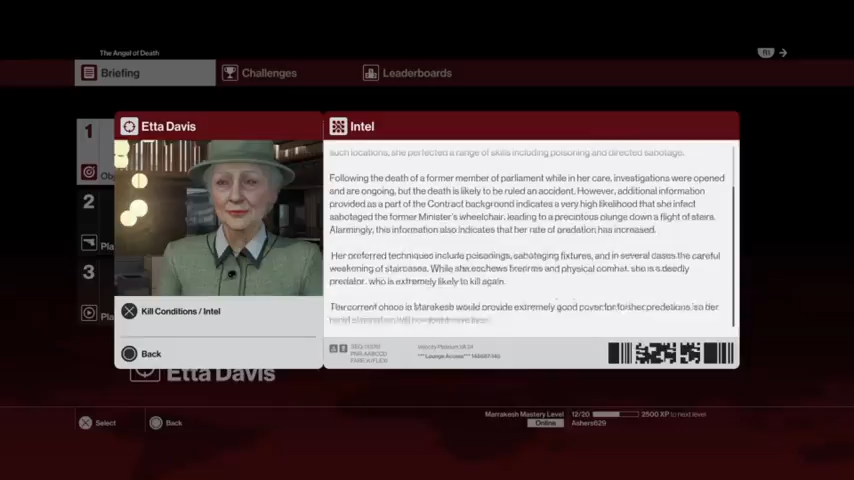 The Angel of Death
R1
Briefing
Challenges
Leaderboards
1
Etta Davis
Intel
such locations, she perfected a range of skills including poisoning and directed sabotage.
Following the death of a former member of parliament while in her care, investigations were opened
and are ongoing, but the death is likely to be ruled an accident. However, additional information
provided as a part of the Contract background indicates a very high likelihood that she infact
sabotaged the former Minister's wheelchair, leading to a precipitous plunge down a flight of stairs.
Alarmingly, this information also indicates that her rate of predation has increased.
Her preferred techniques include poisonings, sabotaging fixtures, and in several cases the careful
weakening of staircases. While she eschews firearms and physical combat, she is a deadly
predator, who is extremely likely to kill again.
The current chaos in Marrakesh would provide extremely good cover for further predations, so her
Obj
2
Pla
3
Pla
Kill Conditions / Intel
Back
Etta Davis
Select
Back
Marrakesh Mastery Level
12/20
2500 XP to next level
Online
Ashers629